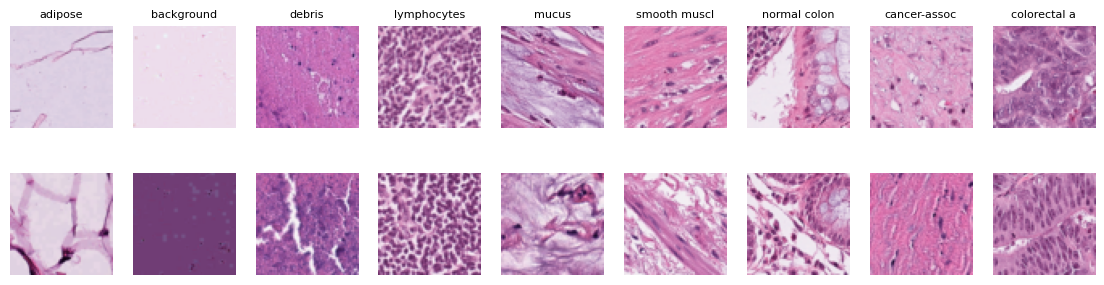 adipose
background
debris
lymphocytes
mucus
smooth muscl
normal colon
cancer-assoc
colorectal a